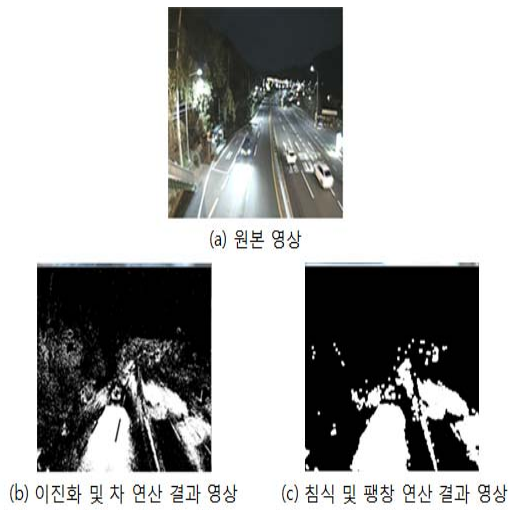 (a) 원본 영상
(b) 이진화 및 차 연산 결과 영상
(c) 침식 및 팽창 연산 결과 영상